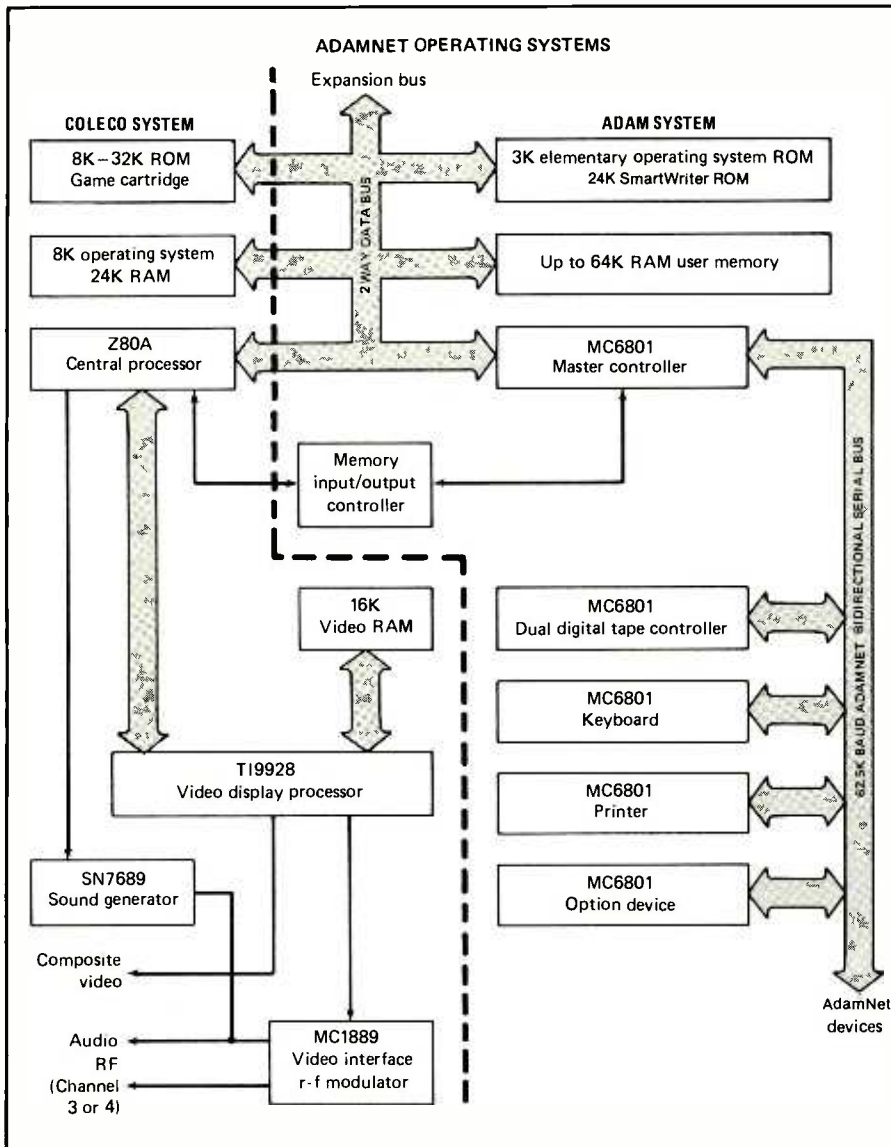 ADAMNET OPERATING SYSTEMS
Expansion bus
COLECO SYSTEM
ADAM SYSTEM
8K–32K ROM
Game cartridge
3K elementary operating system ROM
24K SmartWriter ROM
2 WAY DATA BUS
8K operating system
24K RAM
Up to 64K RAM user memory
Z80A
Central processor
MC6801
Master controller
Memory
input/output
controller
62.5K BAUD ADAMNET BIDIRECTIONAL SERIAL BUS
16K
Video RAM
MC6801
Dual digital tape controller
MC6801
Keyboard
TI9928
Video display processor
MC6801
Printer
SN7689
Sound generator
MC6801
Option device
Composite
video
AdamNet
devices
Audio
RF
(Channel
3 or 4)
MC1889
Video interface
r-f modulator